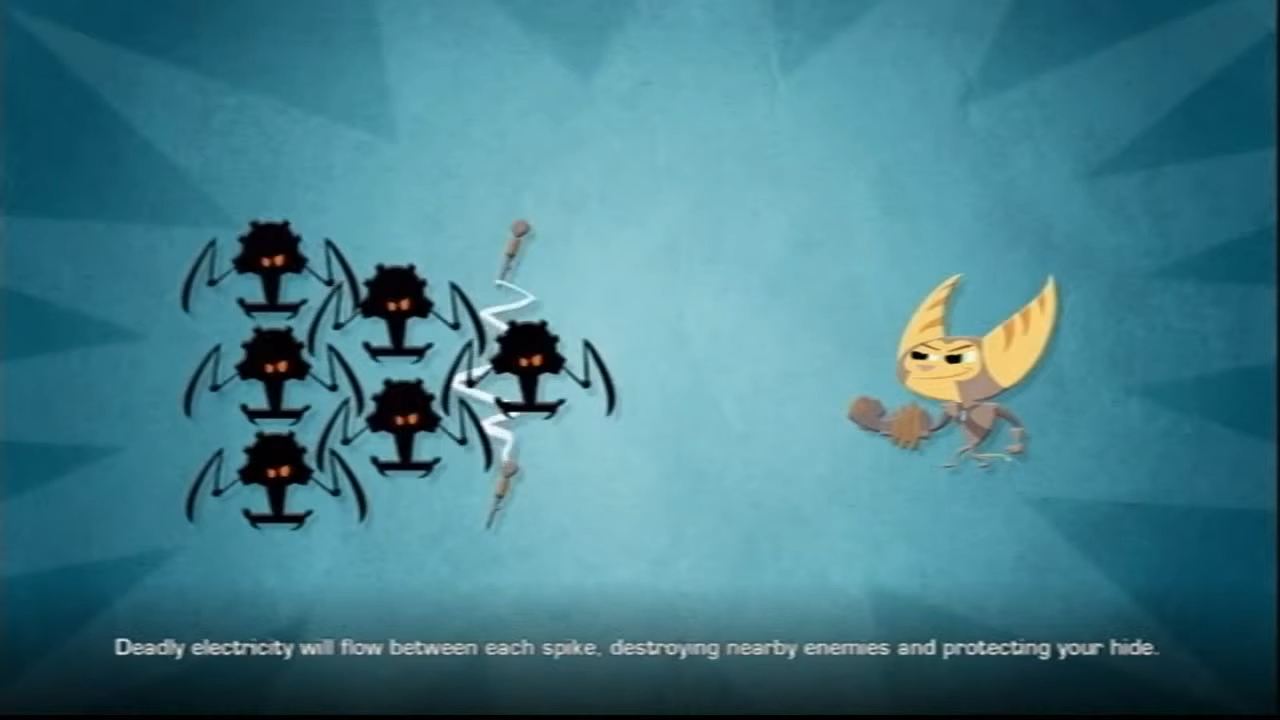 Deadly electricity will flow between each spike, destroying nearby enemies and protecting your hide.